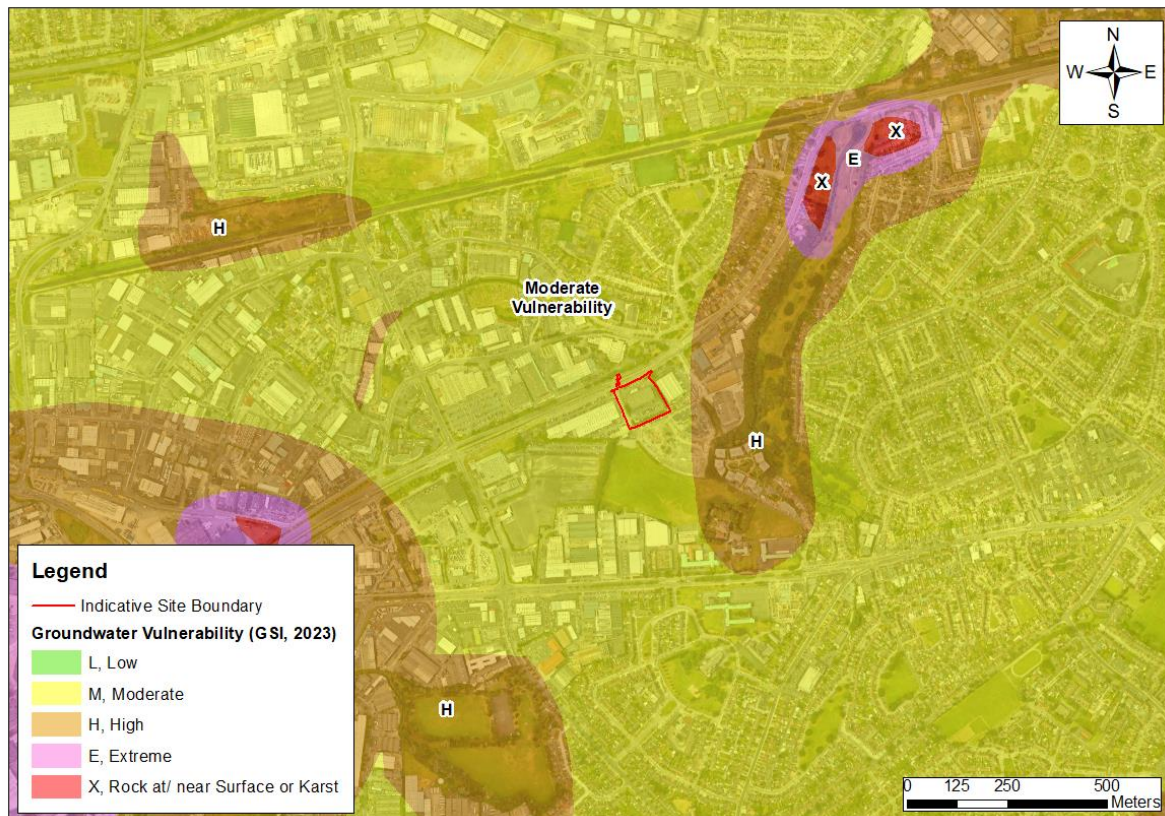 N
W E
S
X
E
X
H
Moderate
Vulnerability
H
H
Legend
Indicative Site Boundary
Groundwater Vulnerability (GSI, 2023)
L, Low
M, Moderate
H, High
E, Extreme
X, Rock at/ near Surface or Karst
0 125 250 500
Meters